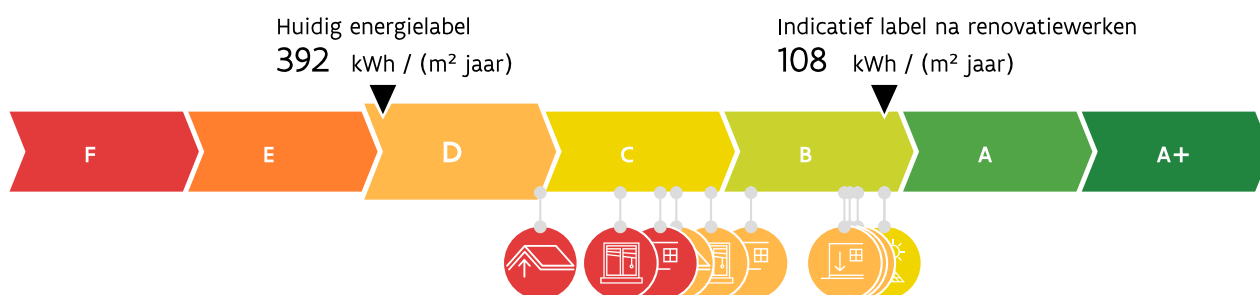 Huidig energielabel
392 kWh / (m² jaar)
Indicatief label na renovatiewerken
108 kWh / (m² jaar)
F E D C B A A+